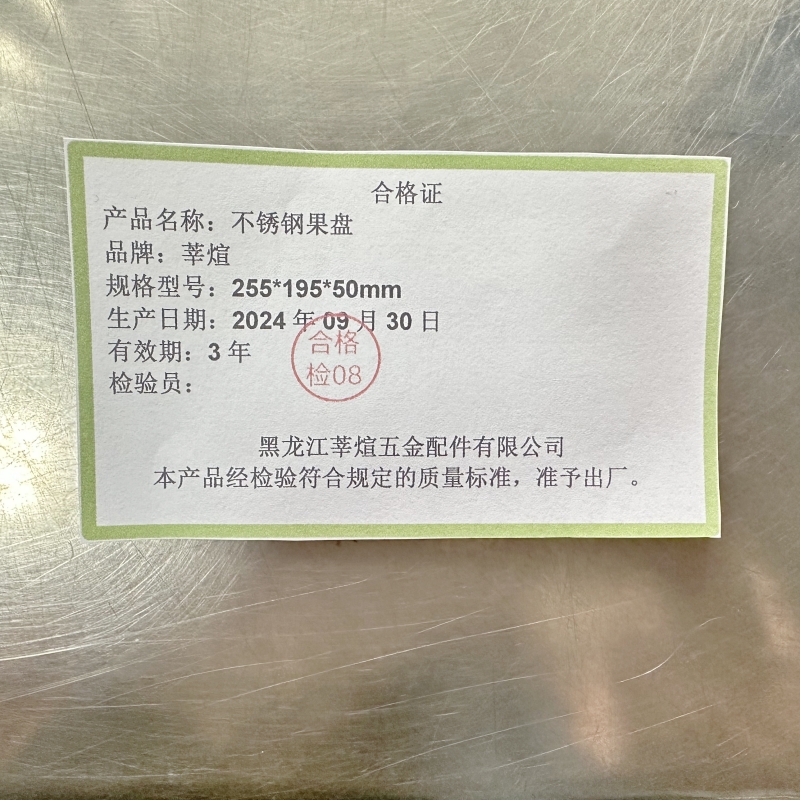 合格证
产品名称：不锈钢果盘
品牌：莘煊
规格型号：255*195*50mm
生产日期：2024 年 09 月 30 日
有效期：3 年
检验员：
合格
检08
黑龙江莘煊五金配件有限公司
本产品经检验符合规定的质量标准，准予出厂。